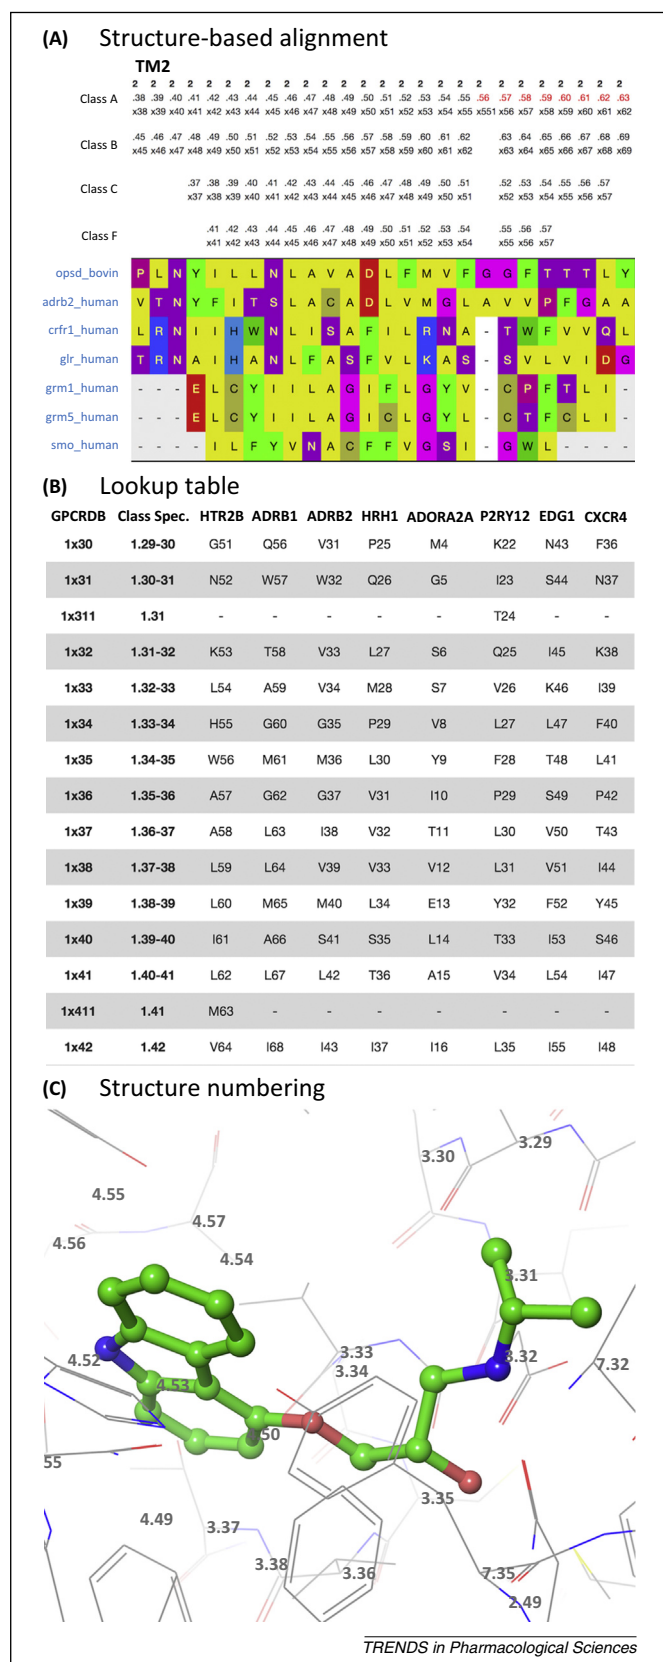 (A) Structure-based alignment
TM2
2 2 2 2 2 2 2 2 2 2 2 2 2 2 2 2 2 2 2 2 2 2 2 2 2 2
Class A .38 .39 .40 .41 .42 .43 .44 .45 .46 .47 .48 .49 .50 .51 .52 .53 .54 .55 .56 .57 .58 .59 .60 .61 .62 .63
x38 x39 x40 x41 x42 x43 x44 x45 x46 x47 x48 x49 x50 x51 x52 x53 x54 x55 x551 x56 x57 x58 x59 x60 x61 x62
Class B .45 .46 .47 .48 .49 .50 .51 .52 .53 .54 .55 .56 .57 .58 .59 .60 .61 .62 .63 .64 .65 .66 .67 .68 .69
x45 x46 x47 x48 x49 x50 x51 x52 x53 x54 x55 x56 x57 x58 x59 x60 x61 x62 x63 x64 x65 x66 x67 x68 x69
Class C .37 .38 .39 .40 .41 .42 .43 .44 .45 .46 .47 .48 .49 .50 .51 .52 .53 .54 .55 .56 .57
x37 x38 x39 x40 x41 x42 x43 x44 x45 x46 x47 x48 x49 x50 x51 x52 x53 x54 x55 x56 x57
Class F .41 .42 .43 .44 .45 .46 .47 .48 .49 .50 .51 .52 .53 .54 .55 .56 .57
x41 x42 x43 x44 x45 x46 x47 x48 x49 x50 x51 x52 x53 x54 x55 x56 x57
opsd_bovin P L N Y I L L N L A V A D L F M V F G G F T T T L Y
adrb2_human V T N Y F I T S L A C A D L V M G L A V V P F G A A
crfr1_human L R N I I H W N L I S A F I L R N A - T W F V V Q L
glr_human T R N A I H A N L F A S F V L K A S - S V L V I D G
grm1_human - - - E L C Y I I L A G I F L G Y V - C P F T L I -
grm5_human - - - E L C Y I I L A G I C L G Y L - C T F C L I -
smo_human - - - - I L F Y V N A C F F V G S I - G W L - - - -
(B) Lookup table
GPCRDB Class Spec. HTR2B ADRB1 ADRB2 HRH1 ADORA2A P2RY12 EDG1 CXCR4
1x30 1.29-30 G51 Q56 V31 P25 M4 K22 N43 F36
1x31 1.30-31 N52 W57 W32 Q26 G5 I23 S44 N37
1x311 1.31 - - - - - T24 - -
1x32 1.31-32 K53 T58 V33 L27 S6 Q25 I45 K38
1x33 1.32-33 L54 A59 V34 M28 S7 V26 K46 I39
1x34 1.33-34 H55 G60 G35 P29 V8 L27 L47 F40
1x35 1.34-35 W56 M61 M36 L30 Y9 F28 T48 L41
1x36 1.35-36 A57 G62 G37 V31 I10 P29 S49 P42
1x37 1.36-37 A58 L63 I38 V32 T11 L30 V50 T43
1x38 1.37-38 L59 L64 V39 V33 V12 L31 V51 I44
1x39 1.38-39 L60 M65 M40 L34 E13 Y32 F52 Y45
1x40 1.39-40 I61 A66 S41 S35 L14 T33 I53 S46
1x41 1.40-41 L62 L67 L42 T36 A15 V34 L54 I47
1x411 1.41 M63 - - - - - - -
1x42 1.42 V64 I68 I43 I37 I16 L35 I55 I48
(C) Structure numbering
3.29
3.30
4.55
4.57
4.56
4.54
3.31
3.33
3.32
4.52
3.34
7.32
4.53
50
55
3.35
4.49
3.37
3.38
3.36
7.35
2.49
TRENDS in Pharmacological Sciences